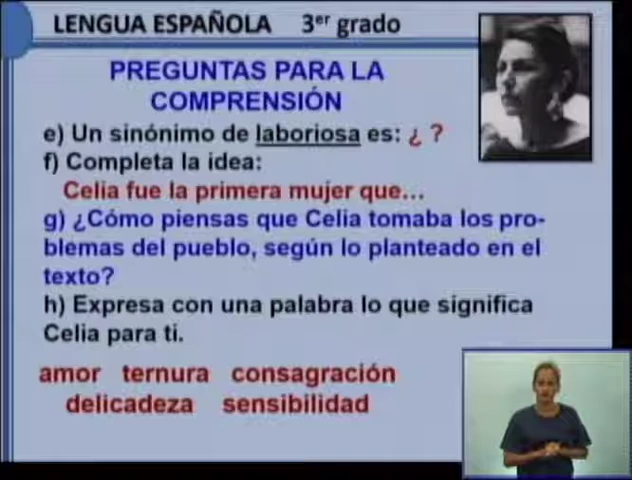 LENGUA ESPAÑOLA 3er grado
PREGUNTAS PARA LA
COMPRENSIÓN
e) Un sinónimo de laboriosa es: ¿ ?
f) Completa la idea:
Celia fue la primera mujer que...
g) ¿Cómo piensas que Celia tomaba los pro-
blemas del pueblo, según lo planteado en el
texto?
h) Expresa con una palabra lo que significa
Celia para ti.
amor ternura consagración
delicadeza sensibilidad